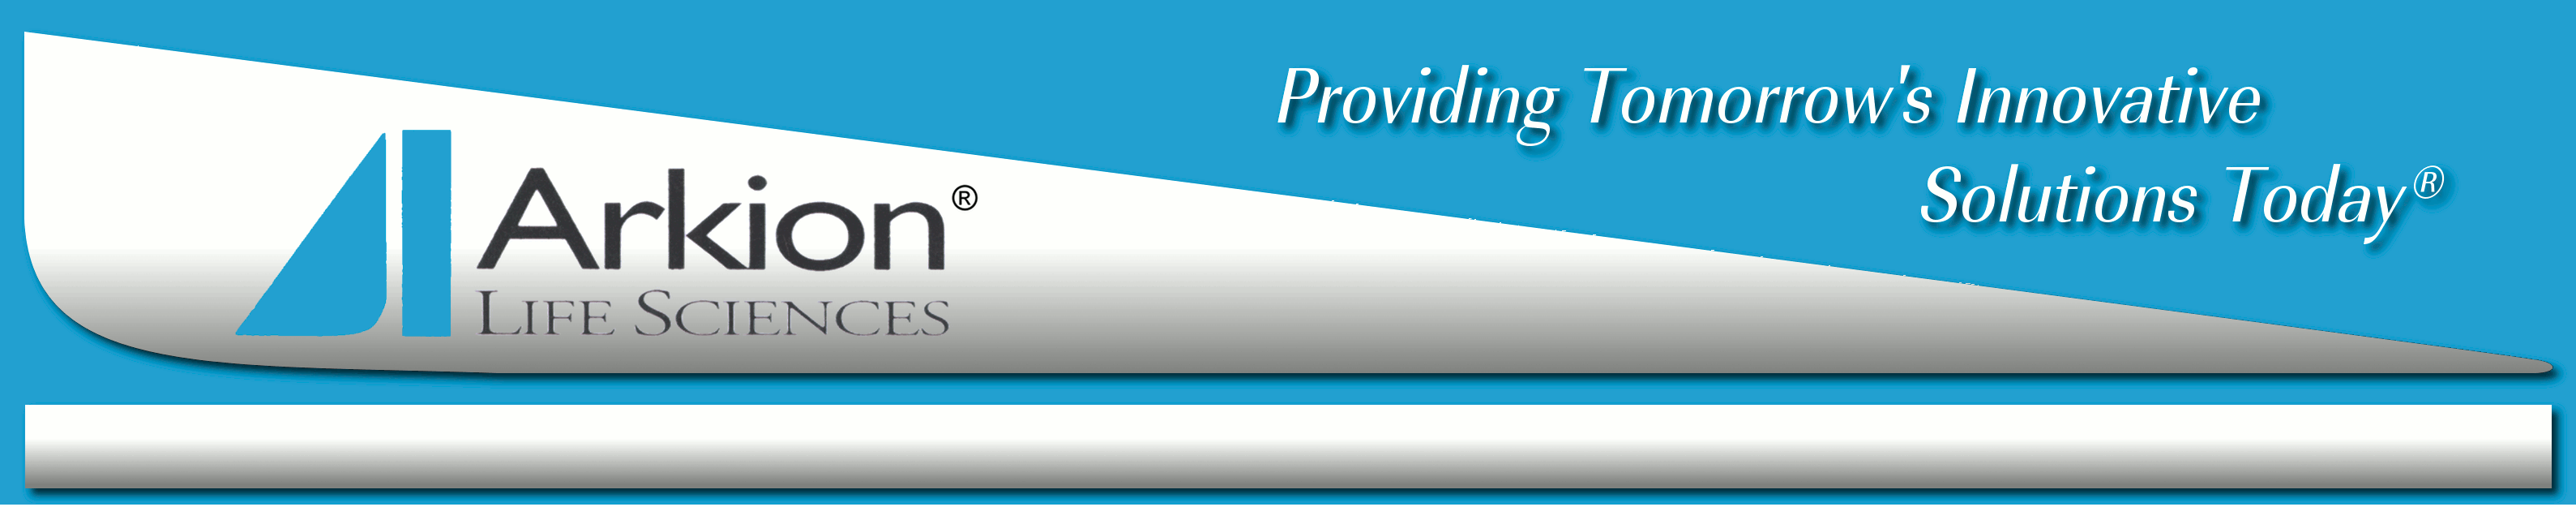 Providing Tomorrow's Innovative
Solutions Today®
Arkion®
LIFE SCIENCES